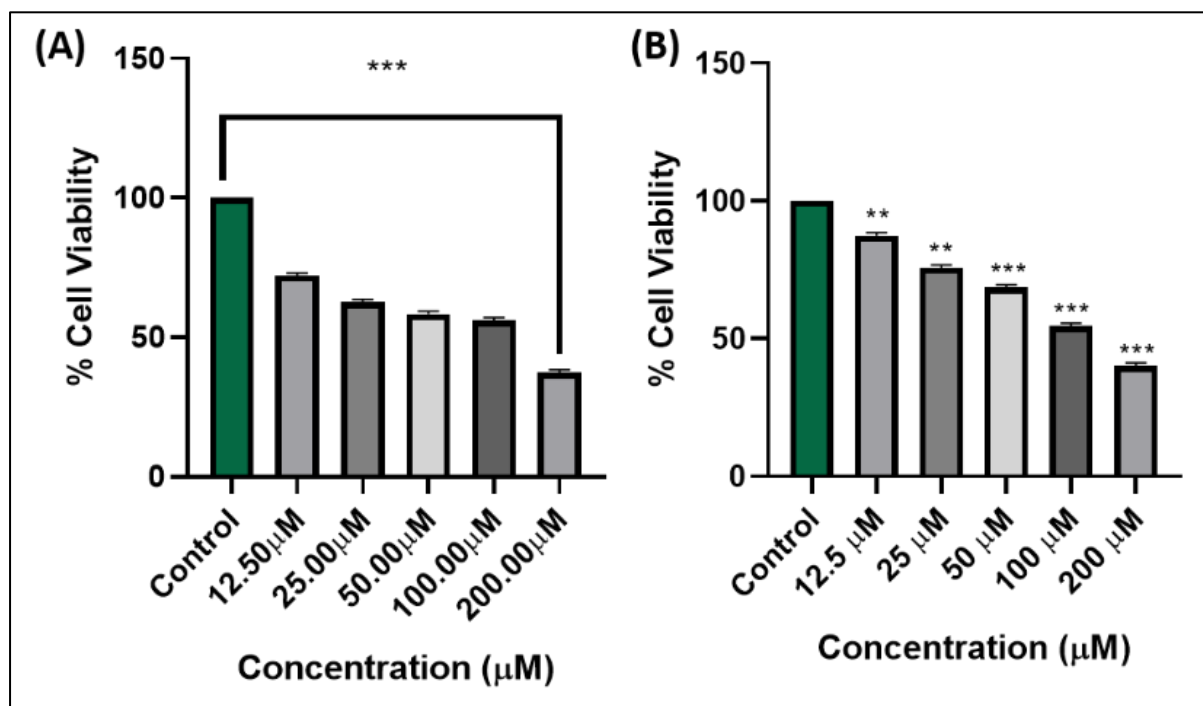 (A)
% Cell Viability
150
100
50
0
***
Control
12.50μM
25.00μM
50.00μM
100.00μM
200.00μM
Concentration (μM)
(B)
% Cell Viability
150
100
50
0
**
**
***
***
***
Control
12.5 μM
25 μM
50 μM
100 μM
200 μM
Concentration (μM)